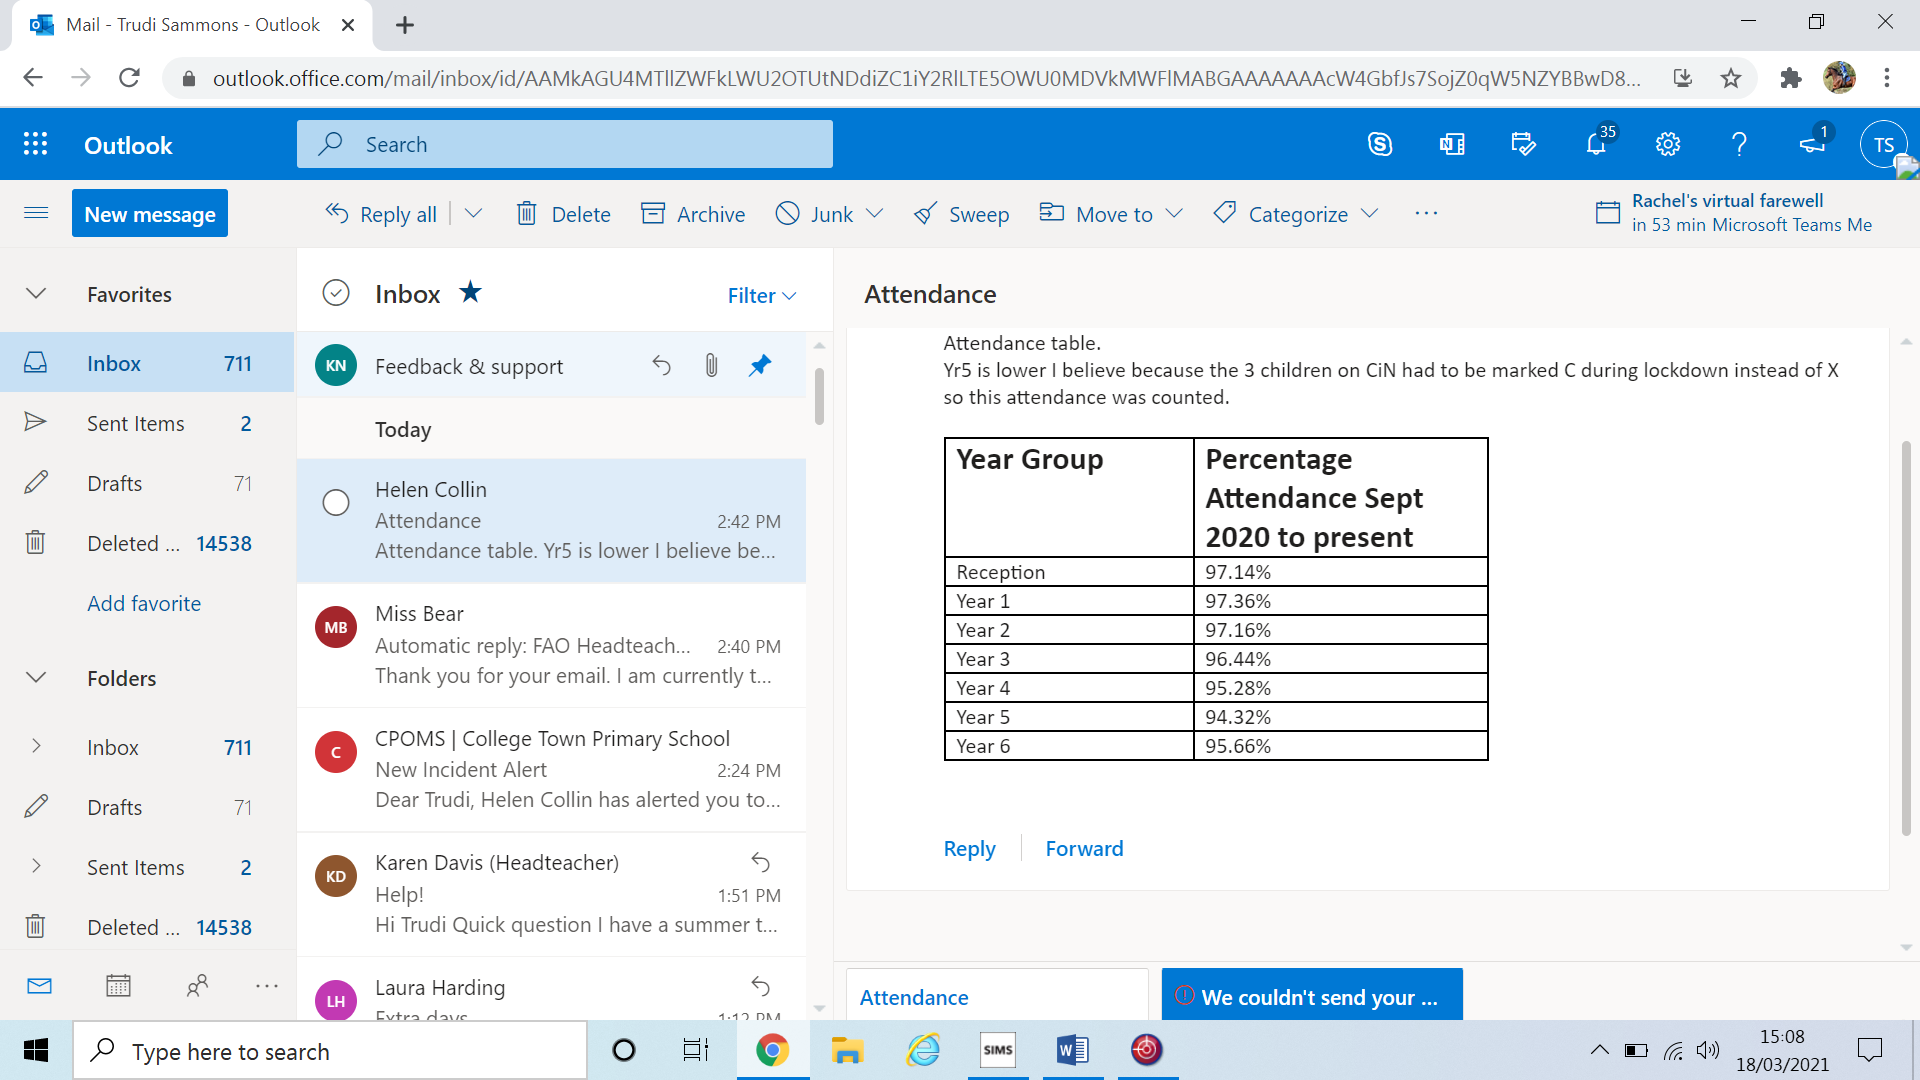 Mail - Trudi Sammons - Outlook
outlook.office.com/mail/inbox/id/AAMkAGU4MTllZWFkLWU2OTUtNDdiZC1iY2RlLTE5OWU0MDVkMWFlMABGAAAAAAAcW4GbfJs7SojZ0qW5NZYBBwD8...
Outlook
Search
35
1
TS
New message
Reply all
Delete
Archive
Junk
Sweep
Move to
Categorize
...
Rachel's virtual farewell
in 53 min Microsoft Teams Me
Favorites
Inbox 711
Sent Items 2
Drafts 71
Deleted ... 14538
Add favorite
Folders
Inbox 711
Drafts 71
Sent Items 2
Deleted ... 14538
Inbox
Filter
KN
Feedback & support
Today
Helen Collin
Attendance 2:42 PM
Attendance table. Yr5 is lower I believe be...
MB
Miss Bear
Automatic reply: FAO Headteach... 2:40 PM
Thank you for your email. I am currently t...
C
CPOMS | College Town Primary School
New Incident Alert 2:24 PM
Dear Trudi, Helen Collin has alerted you to...
KD
Karen Davis (Headteacher)
Help! 1:51 PM
Hi Trudi Quick question I have a summer t...
LH
Laura Harding
Extra days 1:12 PM
Attendance
Attendance table.
Yr5 is lower I believe because the 3 children on CiN had to be marked C during lockdown instead of X
so this attendance was counted.
Year Group Percentage
Attendance Sept
2020 to present
Reception 97.14%
Year 1 97.36%
Year 2 97.16%
Year 3 96.44%
Year 4 95.28%
Year 5 94.32%
Year 6 95.66%
Reply Forward
Attendance
We couldn't send your ...
Type here to search
SIMS
15:08
18/03/2021